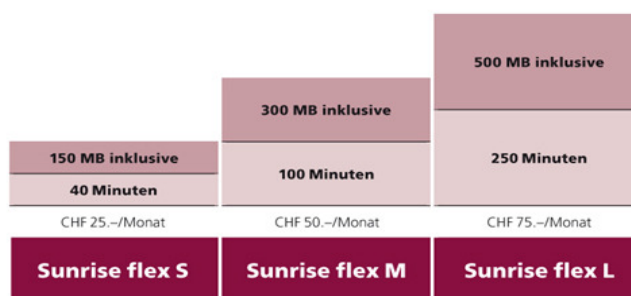 150 MB inklusive
40 Minuten
CHF 25.–/Monat
Sunrise flex S
300 MB inklusive
100 Minuten
CHF 50.–/Monat
Sunrise flex M
500 MB inklusive
250 Minuten
CHF 75.–/Monat
Sunrise flex L